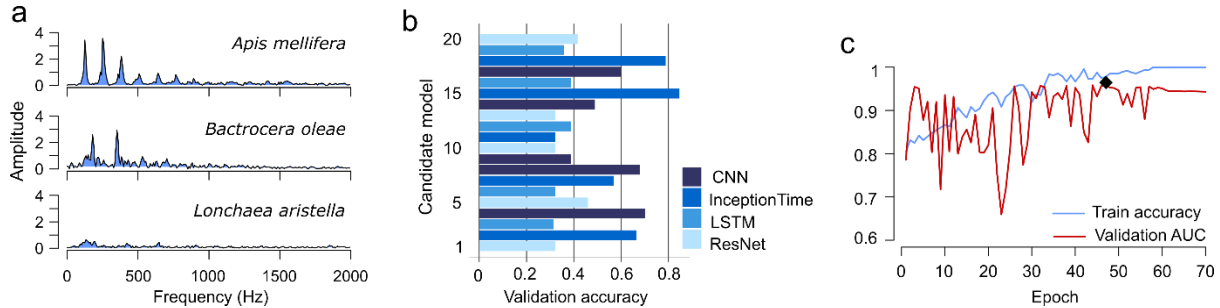 a
4
2
0
Apis mellifera
Amplitude
4
2
0
Bactrocera oleae
4
2
0
Lonchaea aristella
0 500 1000 1500 2000
Frequency (Hz)
b
Candidate model
20
15
10
5
1
0 0.2 0.4 0.6 0.8
Validation accuracy
CNN
InceptionTime
LSTM
ResNet
c
1
0.9
0.8
0.7
0.6
Train accuracy
Validation AUC
0 10 20 30 40 50 60 70
Epoch